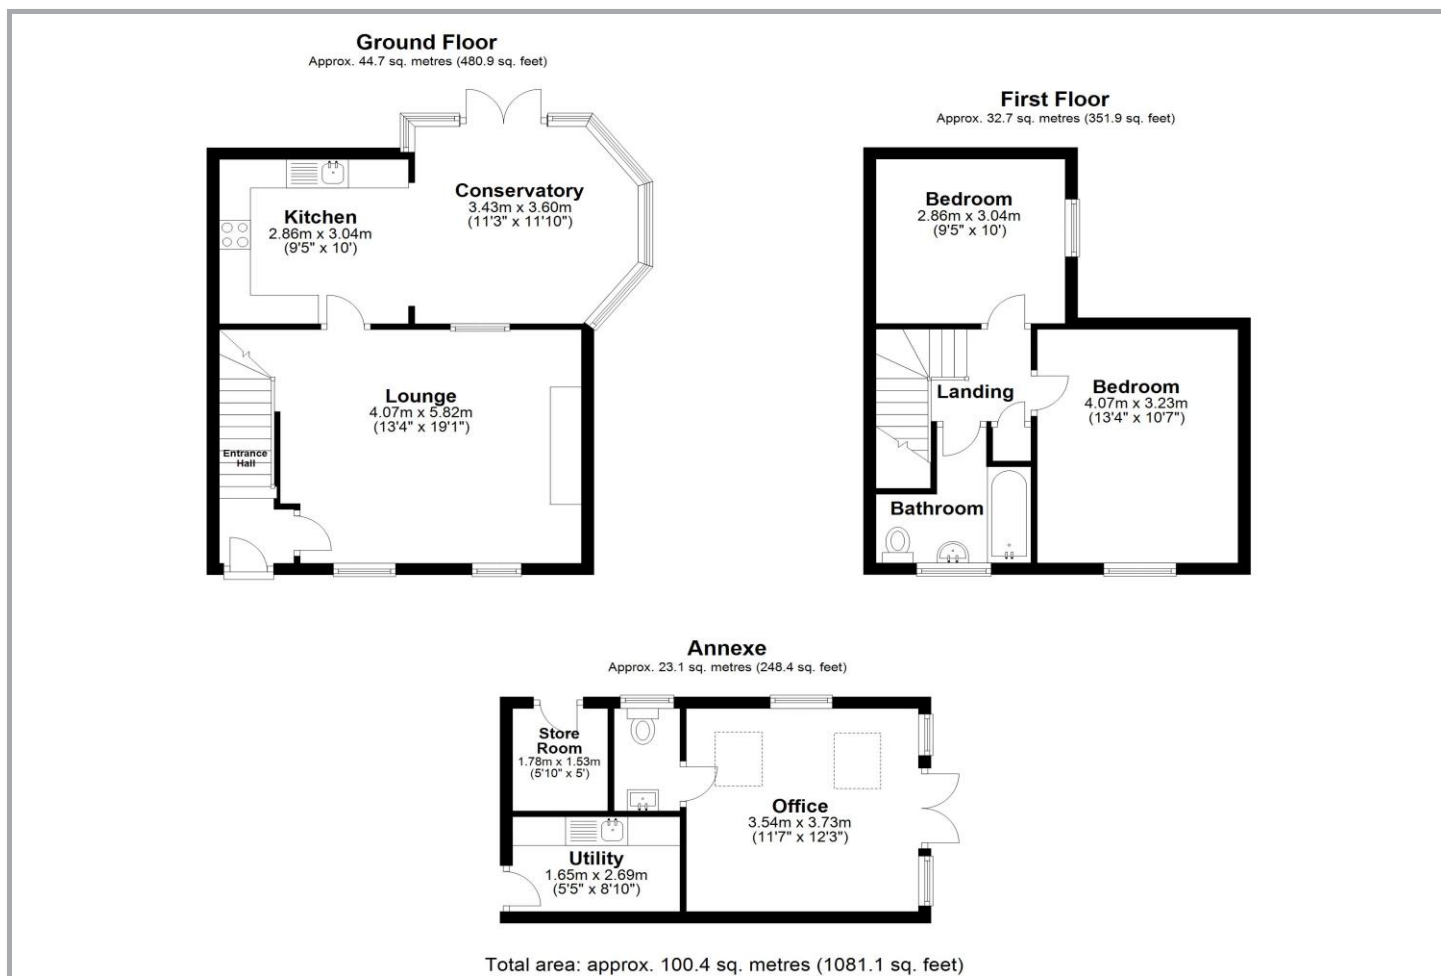 Ground Floor
Approx. 44.7 sq. metres (480.9 sq. feet)
Conservatory
3.43m x 3.60m
(11'3" x 11'10")
Kitchen
2.86m x 3.04m
(9'5" x 10')
Lounge
4.07m x 5.82m
(13'4" x 19'1")
Entrance
Hall
First Floor
Approx. 32.7 sq. metres (351.9 sq. feet)
Bedroom
2.86m x 3.04m
(9'5" x 10')
Landing
Bedroom
4.07m x 3.23m
(13'4" x 10'7")
Bathroom
Annexe
Approx. 23.1 sq. metres (248.4 sq. feet)
Store
Room
1.78m x 1.53m
(5'10" x 5')
Office
3.54m x 3.73m
(11'7" x 12'3")
Utility
1.65m x 2.69m
(5'5" x 8'10")
Total area: approx. 100.4 sq. metres (1081.1 sq. feet)